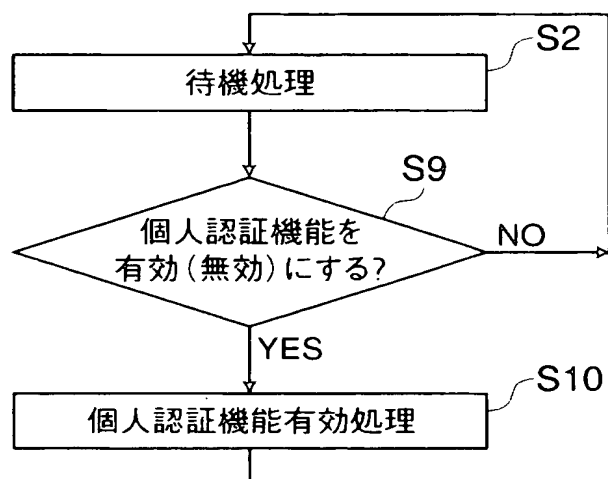 S2
待機処理
S9
個人認証機能を
有効(無効)にする?
NO
YES
S10
個人認証機能有効処理